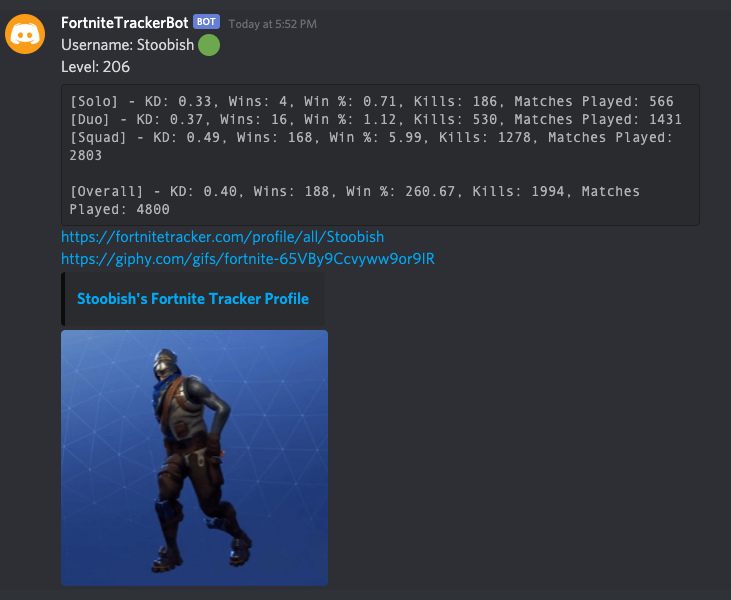 FortniteTrackerBot BOT Today at 5:52 PM
Username: Stoobish
Level: 206
[Solo] - KD: 0.33, Wins: 4, Win %: 0.71, Kills: 186, Matches Played: 566
[Duo] - KD: 0.37, Wins: 16, Win %: 1.12, Kills: 530, Matches Played: 1431
[Squad] - KD: 0.49, Wins: 168, Win %: 5.99, Kills: 1278, Matches Played:
2803
[Overall] - KD: 0.40, Wins: 188, Win %: 260.67, Kills: 1994, Matches
Played: 4800
https://fortnitetracker.com/profile/all/Stoobish
https://giphy.com/gifs/fortnite-65VBy9Ccvyww9or9IR
Stoobish's Fortnite Tracker Profile